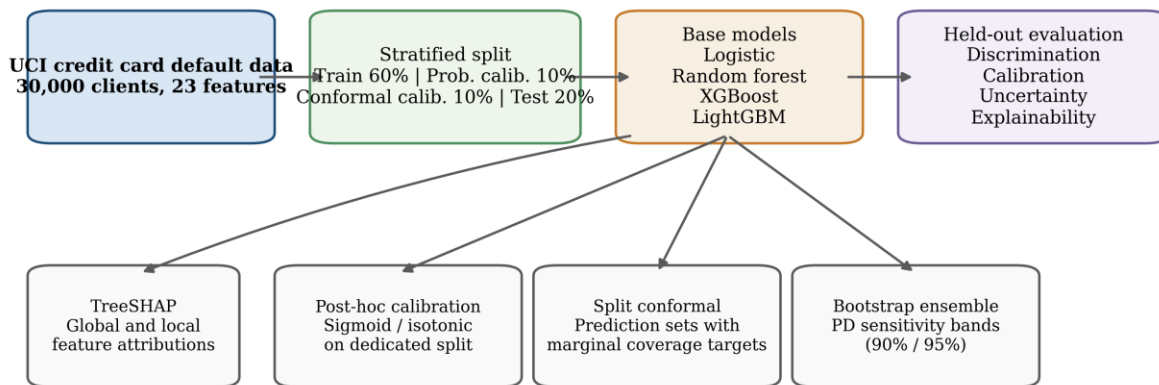 UCI credit card default data
30,000 clients, 23 features
Stratified split
Train 60% | Prob. calib. 10%
Conformal calib. 10% | Test 20%
Base models
Logistic
Random forest
XGBoost
LightGBM
Held-out evaluation
Discrimination
Calibration
Uncertainty
Explainability
TreeSHAP
Global and local
feature attributions
Post-hoc calibration
Sigmoid / isotonic
on dedicated split
Split conformal
Prediction sets with
marginal coverage targets
Bootstrap ensemble
PD sensitivity bands
(90% / 95%)